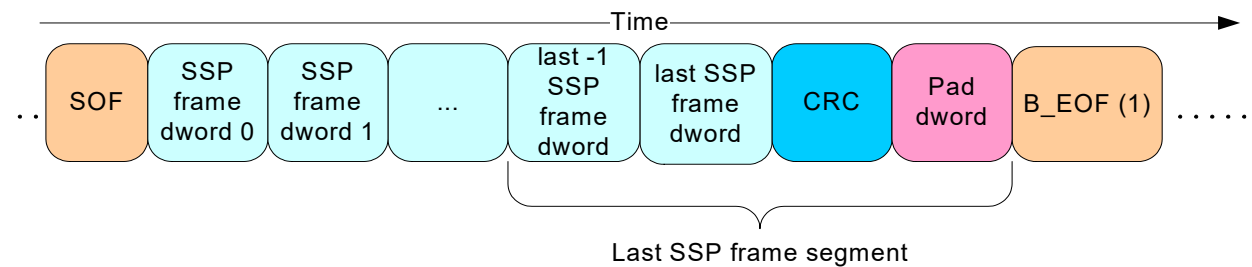 Time
SOF
SSP
frame
dword 0
SSP
frame
dword 1
...
last -1
SSP
frame
dword
last SSP
frame
dword
CRC
Pad
dword
B_EOF (1)
Last SSP frame segment